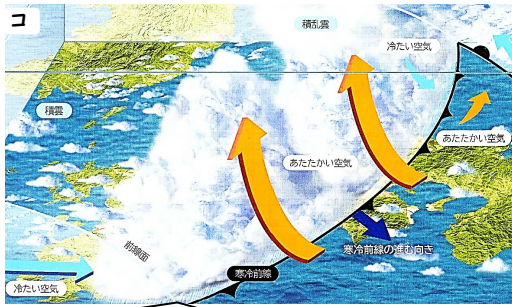 コ
積乱雲
冷たい空気
積雲
あたたかい空気
あたたかい空気
前線面
寒冷前線の進む向き
寒冷前線
冷たい空気